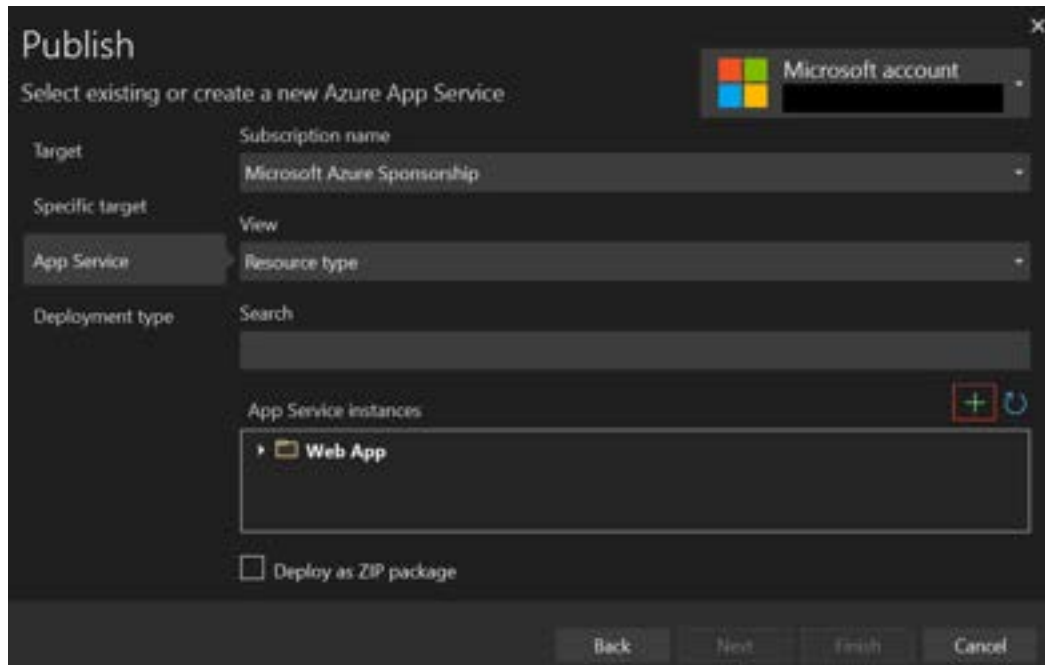 Publish
Select existing or create a new Azure App Service
Microsoft account
Target
Specific target
App Service
Deployment type
Subscription name
Microsoft Azure Sponsorship
View
Resource type
Search
App Service instances
Web App
Deploy as ZIP package
Back
Next
Finish
Cancel